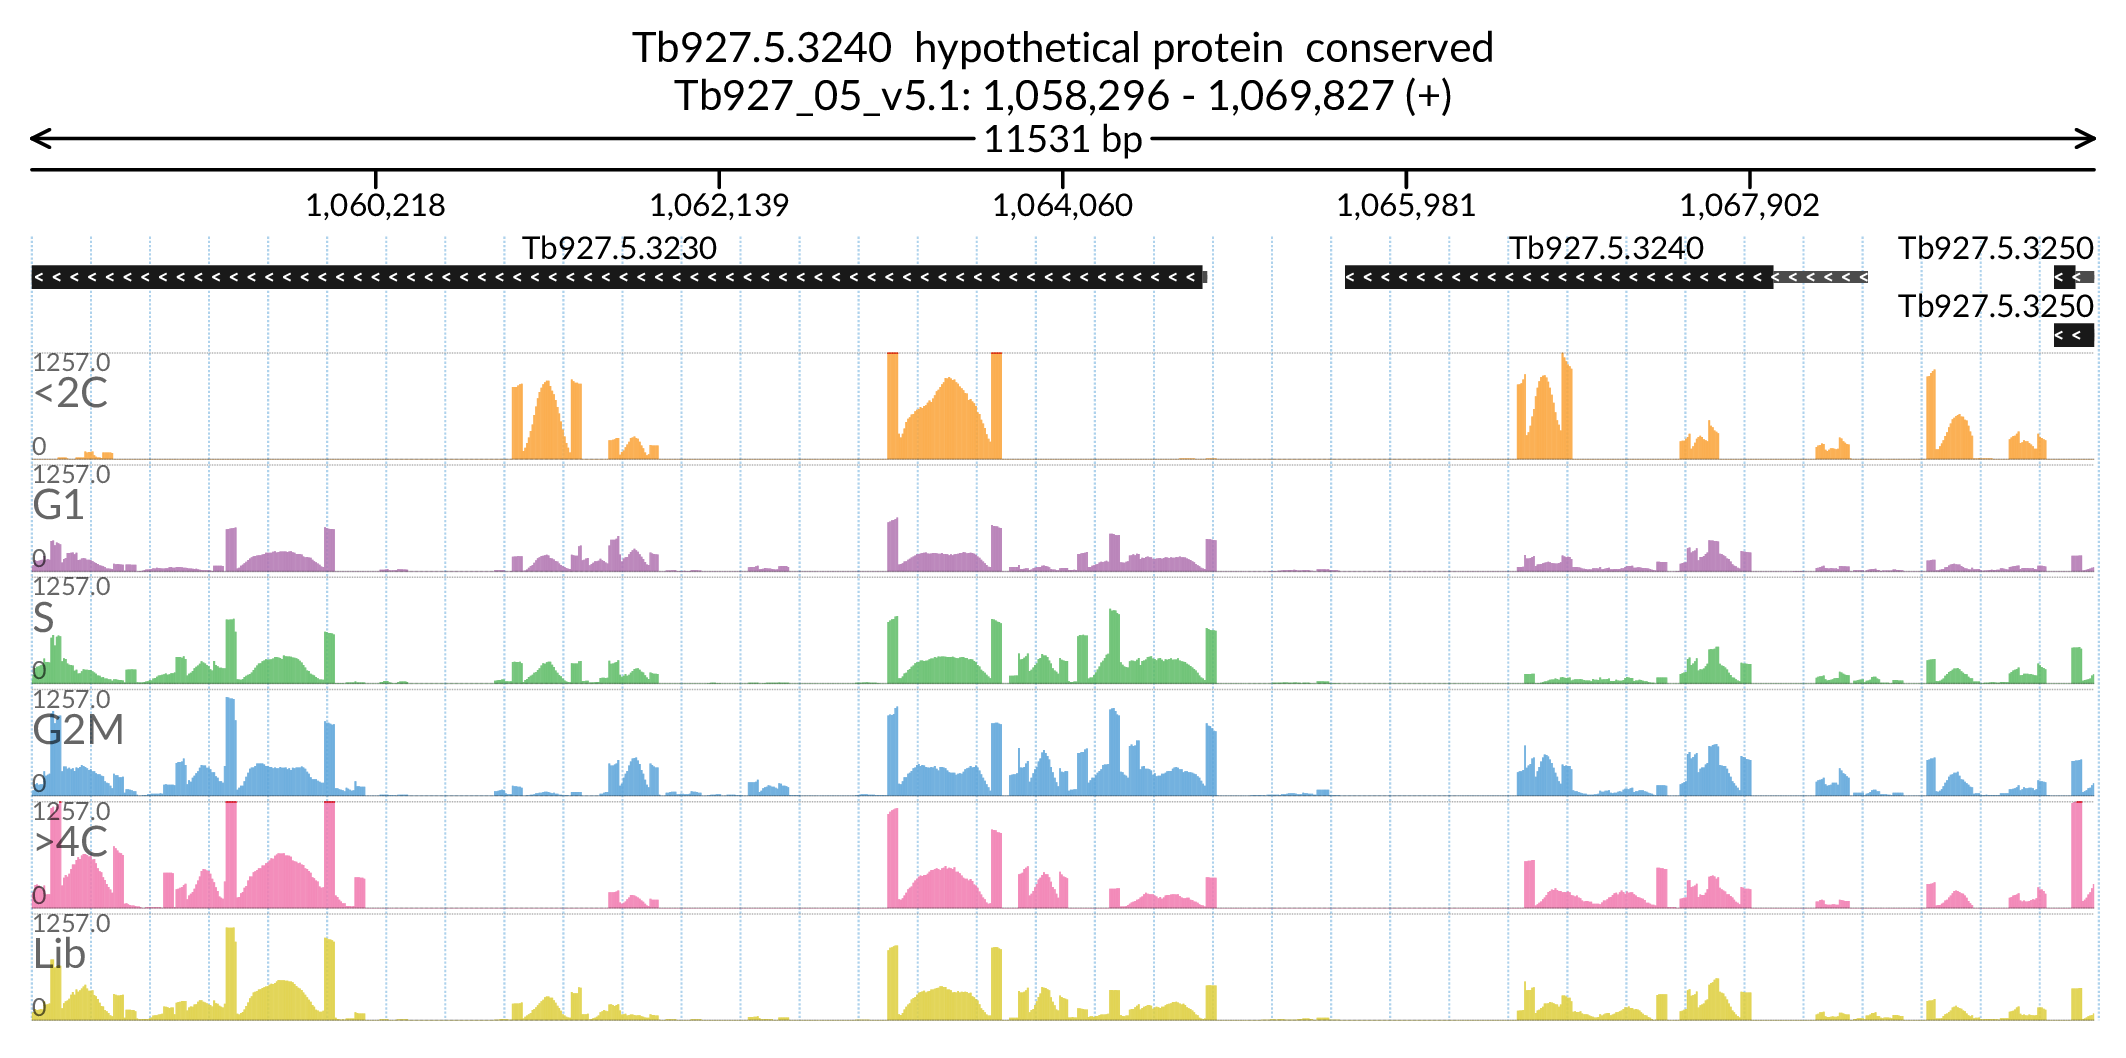 Tb927.5.3240  hypothetical protein  conserved
Tb927_05_v5.1: 1,058,296 - 1,069,827 (+)
11531 bp
1,060,218 1,062,139 1,064,060 1,065,981 1,067,902
Tb927.5.3230 Tb927.5.3240 Tb927.5.3250
Tb927.5.3250
1257.0
<2C
0
1257.0
G1
0
1257.0
S
0
1257.0
G2M
0
1257.0
>4C
0
1257.0
Lib
0